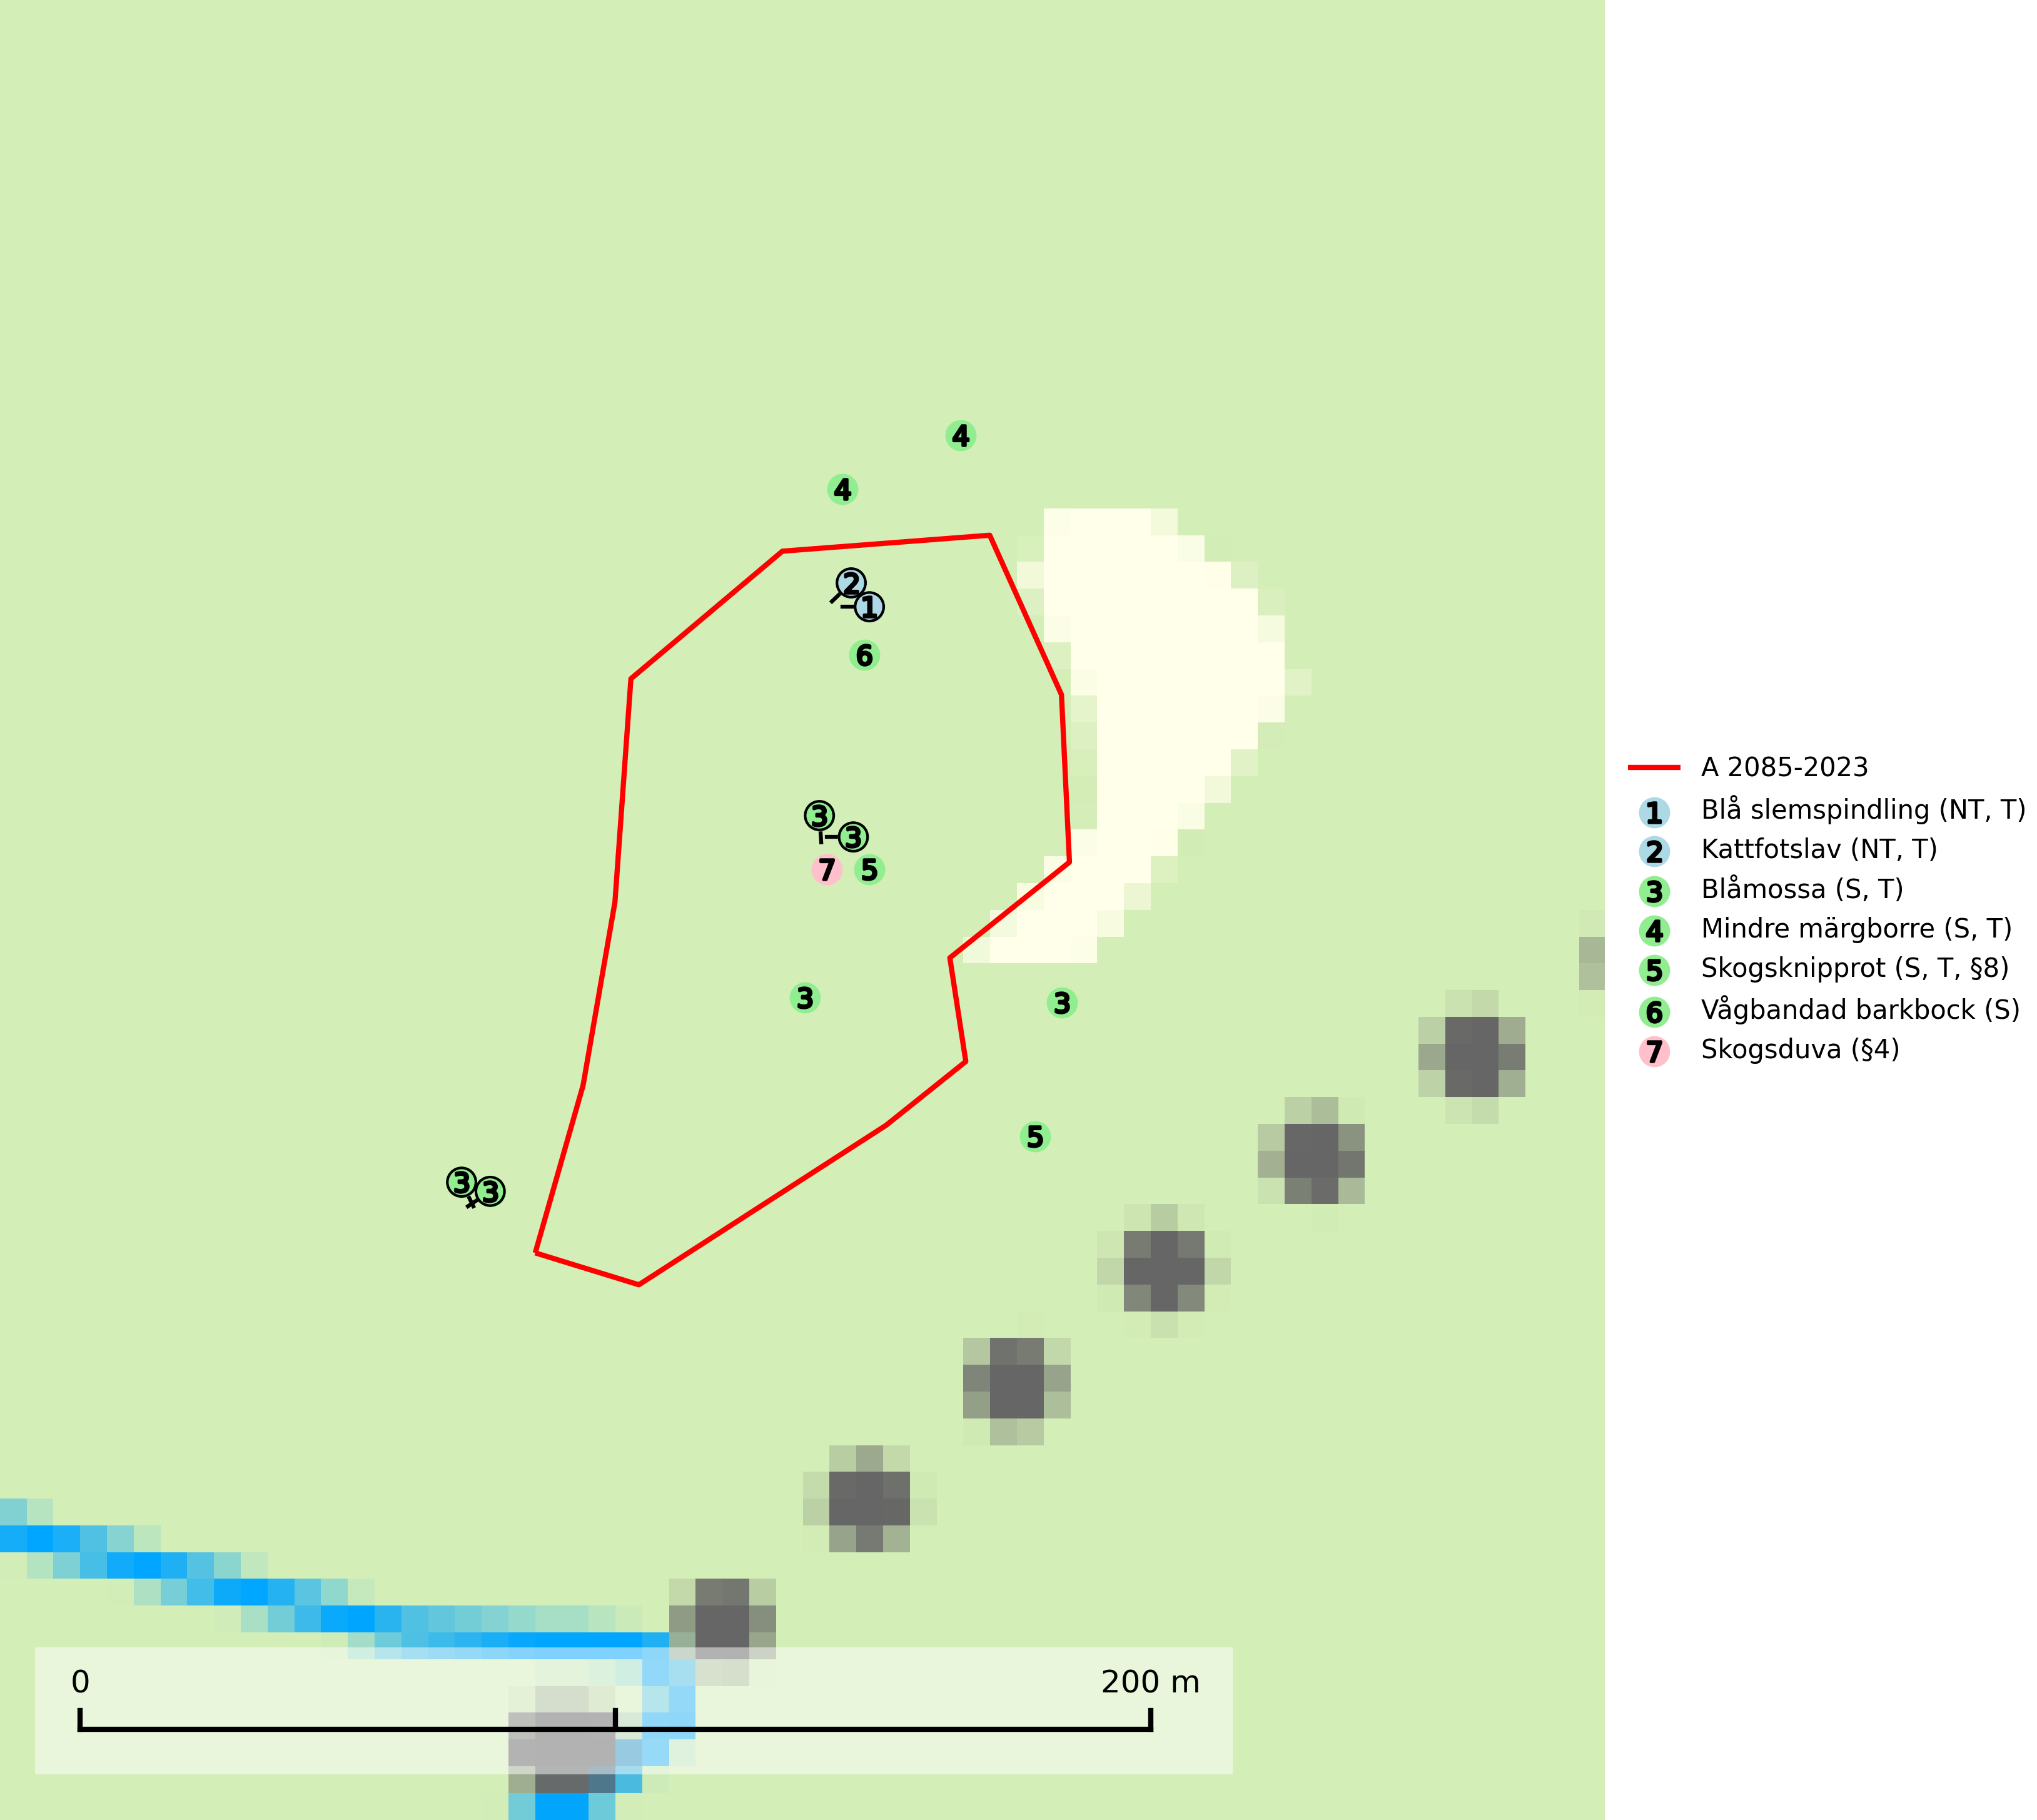 4
4
2
1
6
3
3
7 5
3
3
5
3
3
0 200 m
A 2085-2023
1 Blå slemspindling (NT, T)
2 Kattfotslav (NT, T)
3 Blåmossa (S, T)
4 Mindre märgborre (S, T)
5 Skogsknipprot (S, T, §8)
6 Vågbandad barkbock (S)
7 Skogsduva (§4)